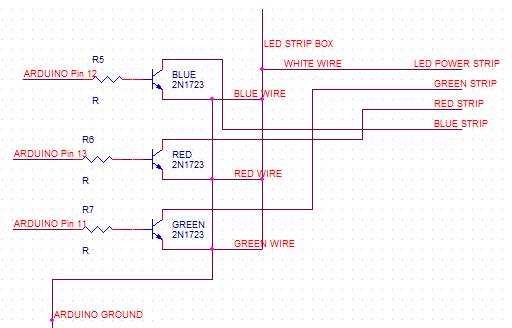 LED STRIP BOX
R5
WHITE WIRE
LED POWER STRIP
ARDUINO Pin 12
BLUE
2N1723
GREEN STRIP
R
BLUE WIRE
RED STRIP
BLUE STRIP
R6
ARDUINO Pin 13
RED
2N1723
R
RED WIRE
R7
ARDUINO Pin 11
GREEN
2N1723
R
GREEN WIRE
ARDUINO GROUND